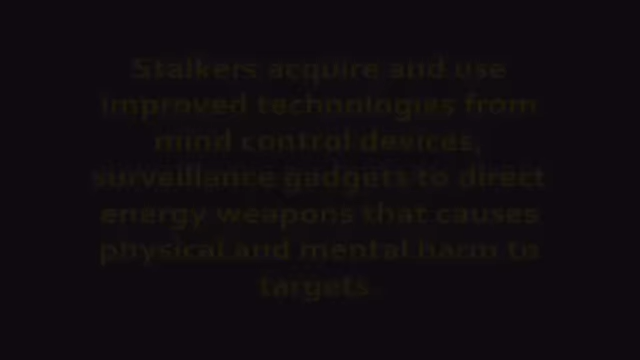 Stalkers acquire and use
improved technologies from
mind control devices,
surveillance gadgets to direct
energy weapons that causes
physical and mental harm to
targets.